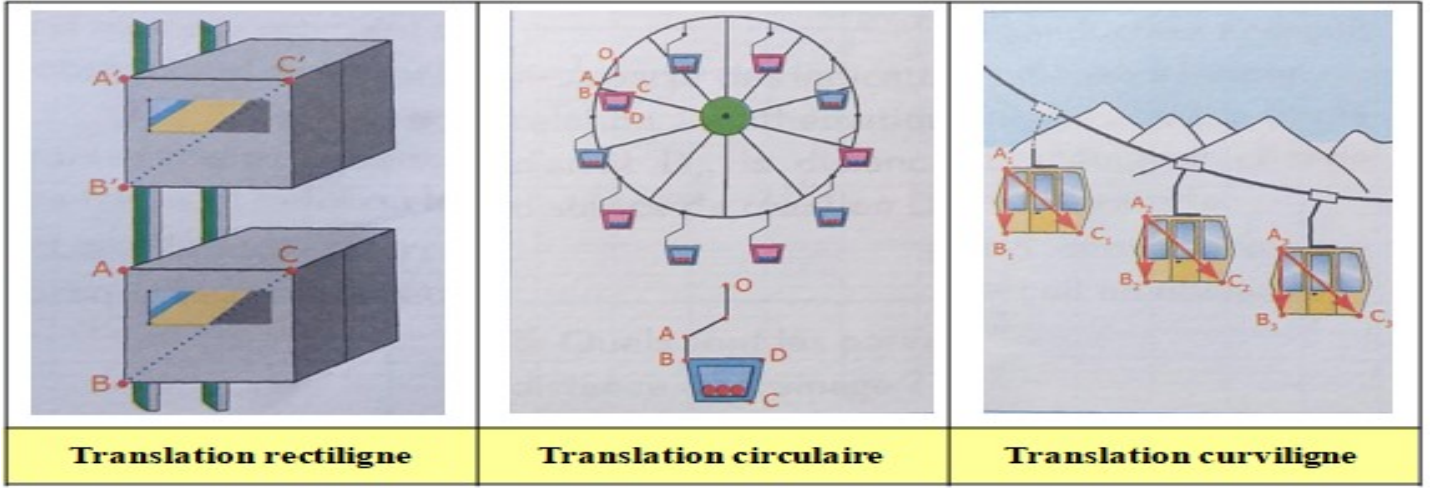 A'
C'
B'
A
C
B
O
A
B
C
D
O
A
B
D
C
A₁
B₁
C₁
A₂
B₂
C₂
A₃
B₃
C₃
Translation rectiligne
Translation circulaire
Translation curviligne